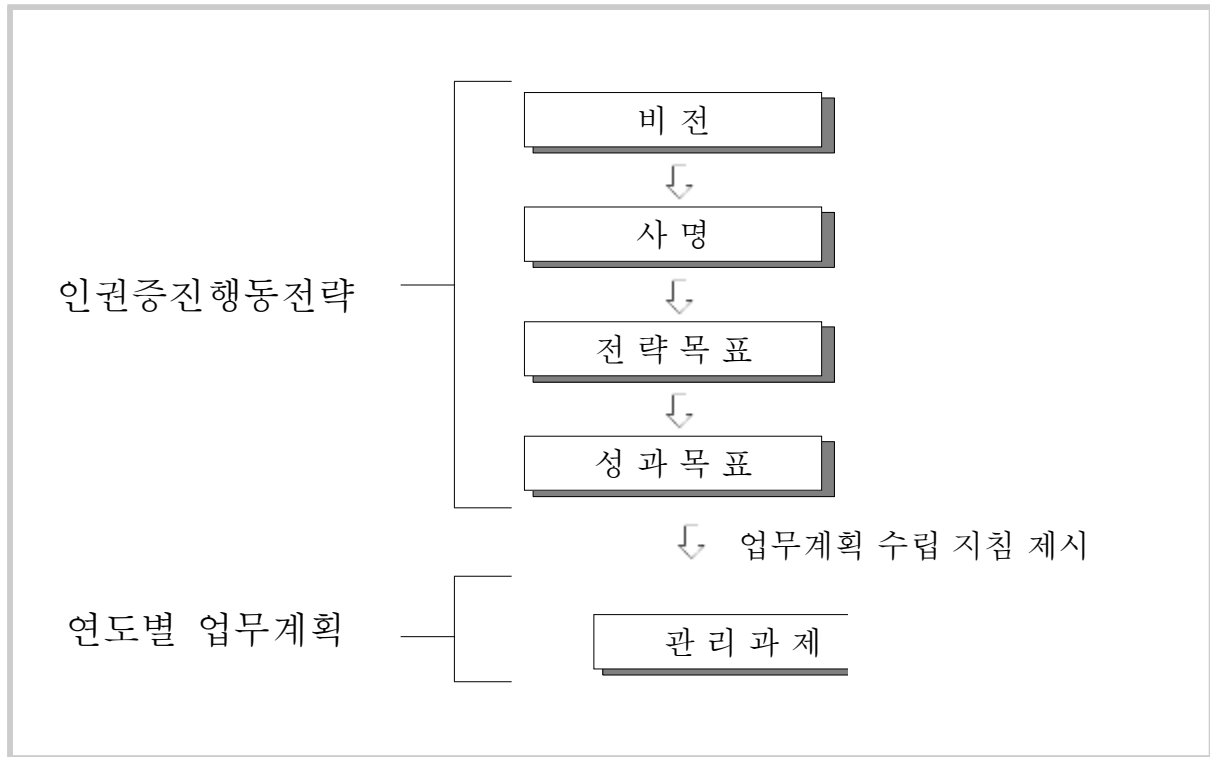 비 전
사 명
인권증진행동전략
전 략 목 표
성 과 목 표
업무계획 수립 지침 제시
연도별 업무계획
관 리 과 제